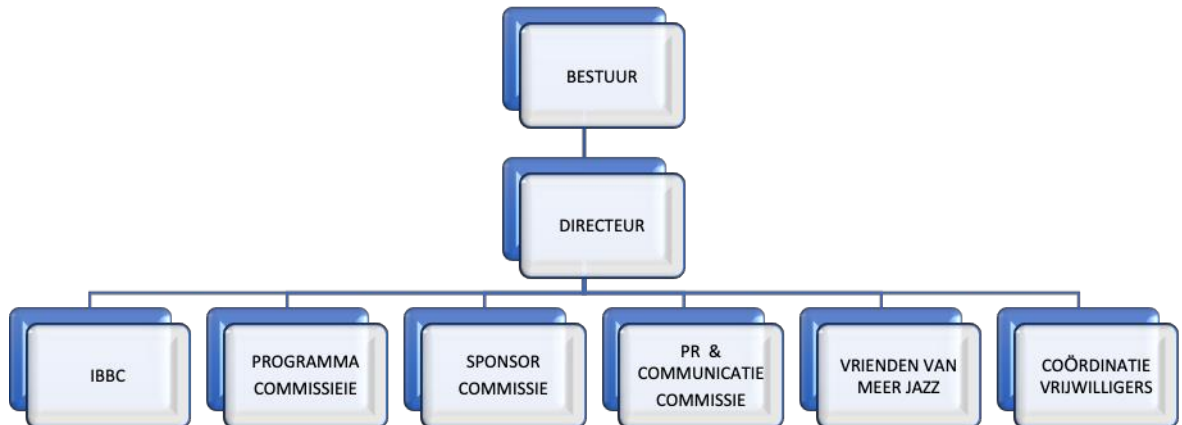 BESTUUR
DIRECTEUR
IBBC
PROGRAMMA
COMMISSIEIE
SPONSOR
COMMISSIE
PR &
COMMUNICATIE
COMMISSIE
VRIENDEN VAN
MEER JAZZ
COÖRDINATIE
VRIJWILLIGERS